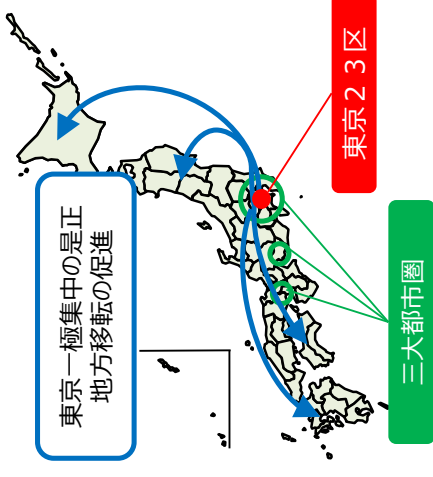 東京一極集中の是正
地方移転の促進
東京２３区
三大都市圏